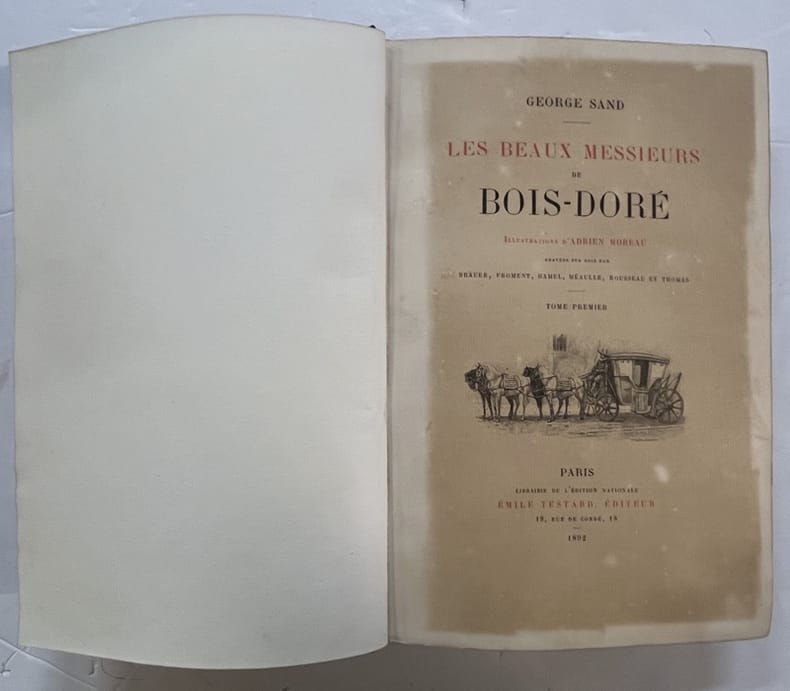 GEORGE SAND
LES BEAUX MESSIEURS
DE
BOIS-DORÉ
ILLUSTRATIONS D'ADRIEN MOREAU
GRAVÉES SUR BOIS PAR
BRAUER, FROMENT, HAMEL, MÉAULLE, ROUSSEAU ET THOMAS
TOME PREMIER
PARIS
LIBRAIRIE DE L'ÉDITION NATIONALE
ÉMILE TESTARD, ÉDITEUR
18, RUE DE CONDÉ, 18
1892